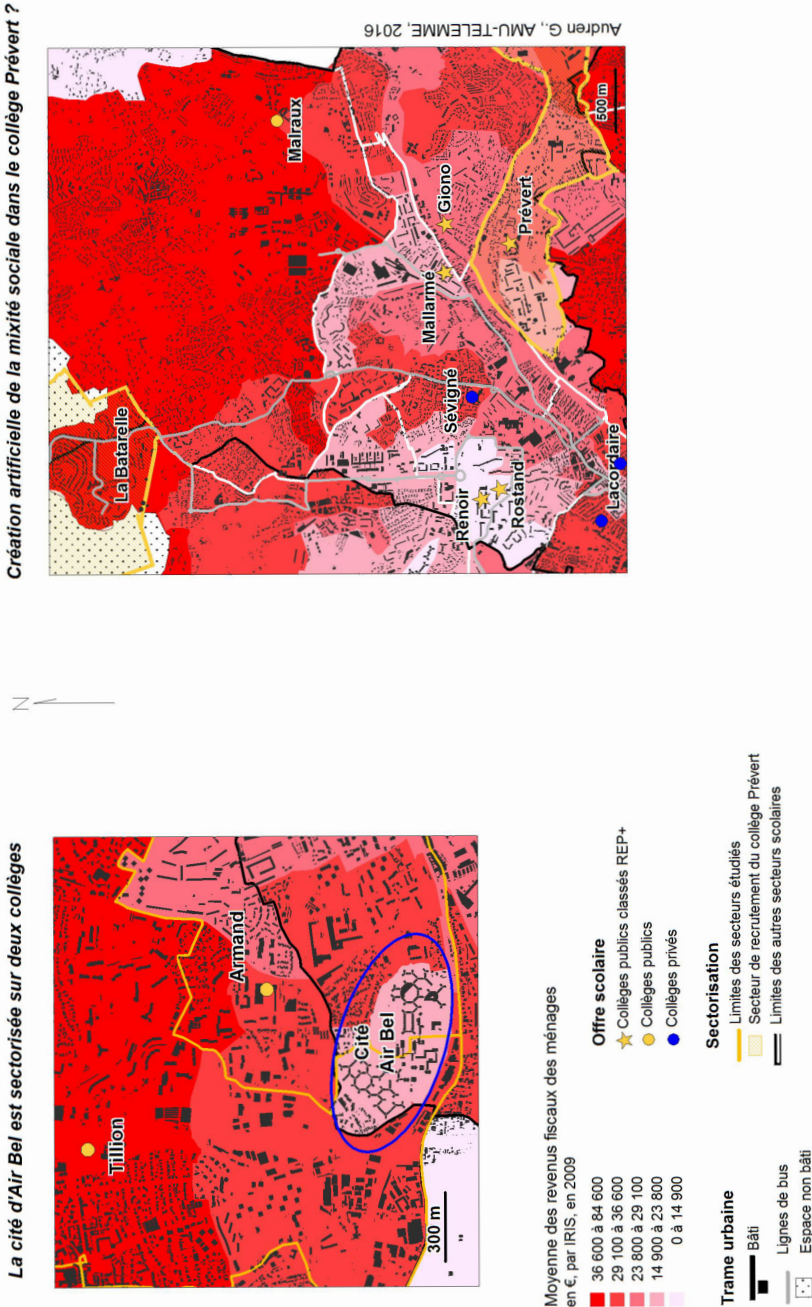 La cité d'Air Bel est sectorisée sur deux collèges
Tillion
Armand
Cité
Air Bel
300 m
N
Création artificielle de la mixité sociale dans le collège Prévert ?
La Batarelle
Malraux
Giono
Mallarmé
Prévert
Sévigné
Renoir
Rostand
Lacordaire
500 m
Audren G., AMU-TELEMME, 2016
Moyenne des revenus fiscaux des ménages
en €, par IRIS, en 2009
36 600 à 84 600
29 100 à 36 600
23 800 à 29 100
14 900 à 23 800
0 à 14 900
Offre scolaire
Collèges publics classés REP+
Collèges publics
Collèges privés
Trame urbaine
Bâti
Lignes de bus
Espace non bâti
Sectorisation
Limites des secteurs étudiés
Secteur de recrutement du collège Prévert
Limites des autres secteurs scolaires